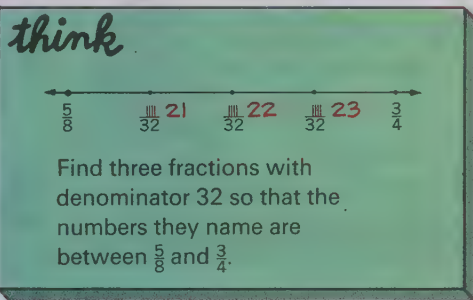 think
5/8 /32 21 /32 22 /32 23 3/4
Find three fractions with
denominator 32 so that the
numbers they name are
between 5/8 and 3/4.